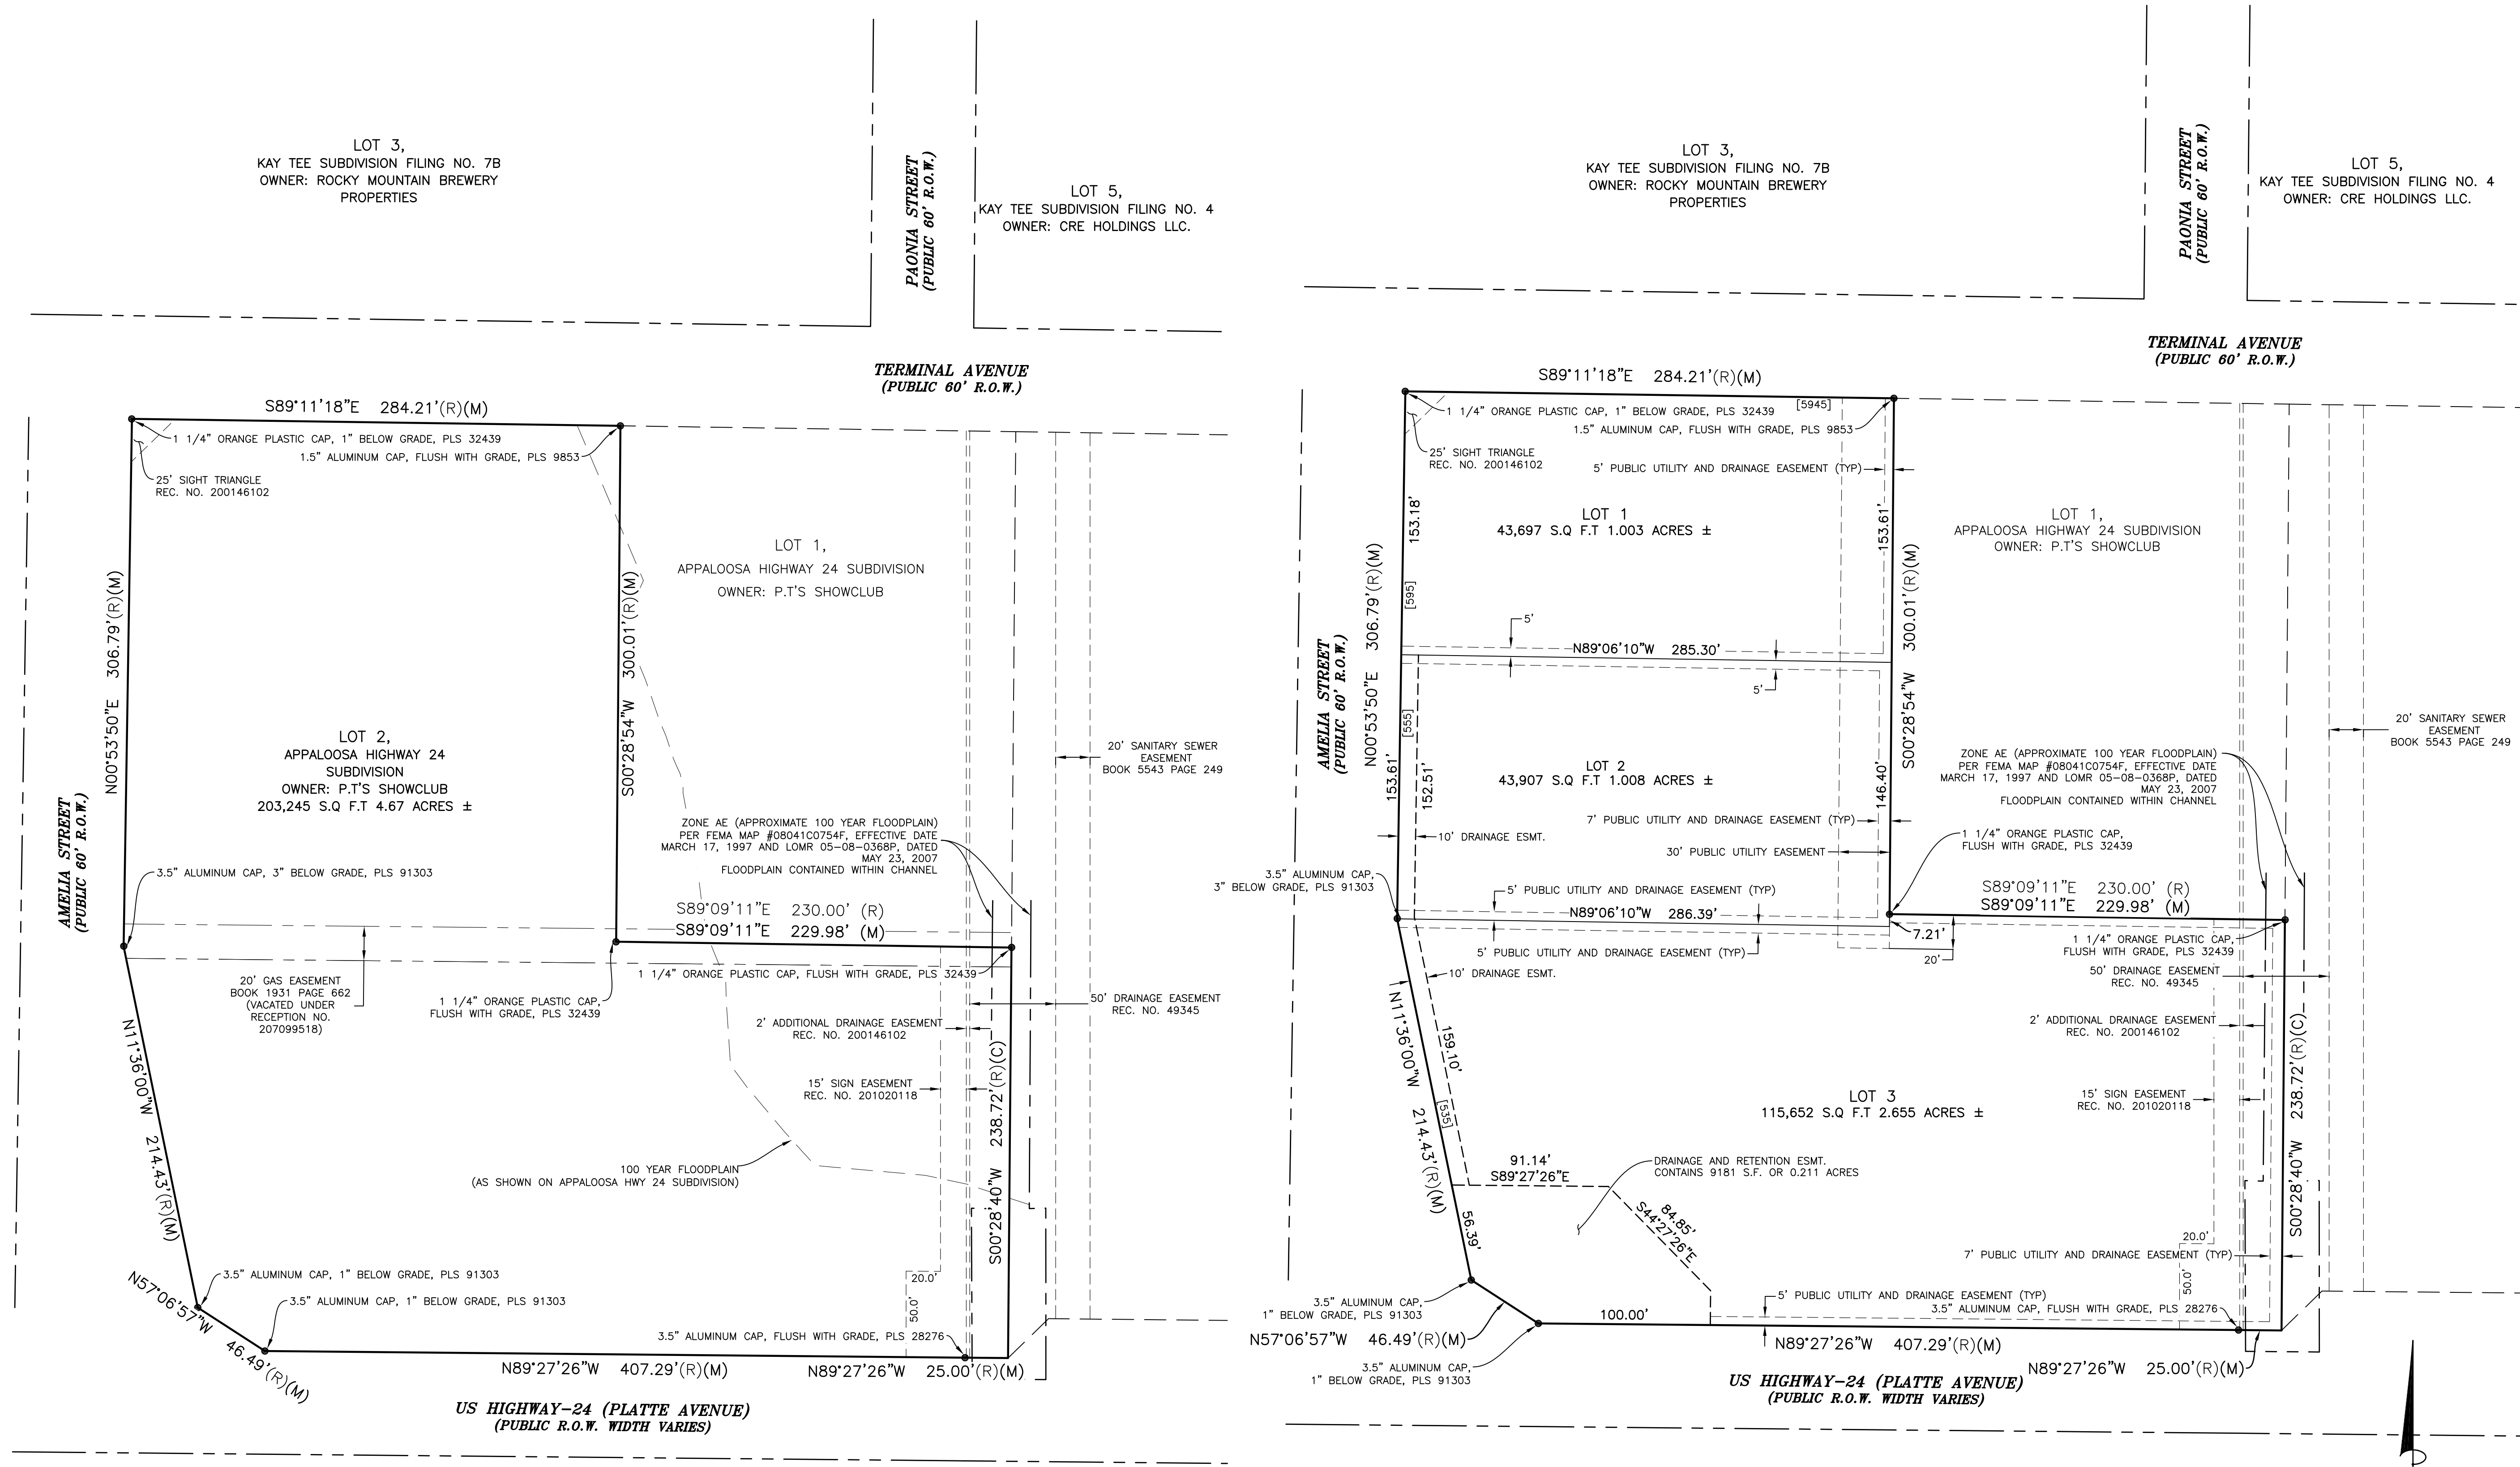 LOT 3,
KAY TEE SUBDIVISION FILING NO. 7B
OWNER: ROCKY MOUNTAIN BREWERY
PROPERTIES
PAONIA STREET
(PUBLIC 60' R.O.W.)
LOT 5,
KAY TEE SUBDIVISION FILING NO. 4
OWNER: CRE HOLDINGS LLC.
TERMINAL AVENUE
(PUBLIC 60' R.O.W.)
S89°11'18"E 284.21'(R)(M)
1 1/4" ORANGE PLASTIC CAP, 1" BELOW GRADE, PLS 32439
1.5" ALUMINUM CAP, FLUSH WITH GRADE, PLS 9853
25' SIGHT TRIANGLE
REC. NO. 200146102
LOT 1,
APPALOOSA HIGHWAY 24 SUBDIVISION
OWNER: P.T'S SHOWCLUB
N00°53'50"E 306.79'(R)(M)
S00°28'54"W 300.01'(R)(M)
LOT 2,
APPALOOSA HIGHWAY 24
SUBDIVISION
OWNER: P.T'S SHOWCLUB
203,245 S.Q F.T 4.67 ACRES ±
20' SANITARY SEWER
EASEMENT
BOOK 5543 PAGE 249
AMELIA STREET
(PUBLIC 60' R.O.W.)
ZONE AE (APPROXIMATE 100 YEAR FLOODPLAIN)
PER FEMA MAP #08041C0754F, EFFECTIVE DATE
MARCH 17, 1997 AND LOMR 05-08-0368P, DATED
MAY 23, 2007
FLOODPLAIN CONTAINED WITHIN CHANNEL
3.5" ALUMINUM CAP, 3" BELOW GRADE, PLS 91303
S89°09'11"E 230.00' (R)
S89°09'11"E 229.98' (M)
1 1/4" ORANGE PLASTIC CAP, FLUSH WITH GRADE, PLS 32439
20' GAS EASEMENT
BOOK 1931 PAGE 662
(VACATED UNDER
RECEPTION NO.
207099518)
1 1/4" ORANGE PLASTIC CAP,
FLUSH WITH GRADE, PLS 32439
50' DRAINAGE EASEMENT
REC. NO. 49345
2' ADDITIONAL DRAINAGE EASEMENT
REC. NO. 200146102
N11°36'00"W 214.43'(R)(M)
15' SIGN EASEMENT
REC. NO. 201020118
S00°28'40"W 238.72'(R)(C)
100 YEAR FLOODPLAIN
(AS SHOWN ON APPALOOSA HWY 24 SUBDIVISION)
3.5" ALUMINUM CAP, 1" BELOW GRADE, PLS 91303
20.0'
50.0'
N57°06'57"W 46.49'(R)(M)
3.5" ALUMINUM CAP, 1" BELOW GRADE, PLS 91303
3.5" ALUMINUM CAP, FLUSH WITH GRADE, PLS 28276
N89°27'26"W 407.29'(R)(M)
N89°27'26"W 25.00'(R)(M)
US HIGHWAY-24 (PLATTE AVENUE)
(PUBLIC R.O.W. WIDTH VARIES)
LOT 3,
KAY TEE SUBDIVISION FILING NO. 7B
OWNER: ROCKY MOUNTAIN BREWERY
PROPERTIES
PAONIA STREET
(PUBLIC 60' R.O.W.)
LOT 5,
KAY TEE SUBDIVISION FILING NO. 4
OWNER: CRE HOLDINGS LLC.
TERMINAL AVENUE
(PUBLIC 60' R.O.W.)
S89°11'18"E 284.21'(R)(M)
1 1/4" ORANGE PLASTIC CAP, 1" BELOW GRADE, PLS 32439
[5945]
1.5" ALUMINUM CAP, FLUSH WITH GRADE, PLS 9853
25' SIGHT TRIANGLE
REC. NO. 200146102
5' PUBLIC UTILITY AND DRAINAGE EASEMENT (TYP)
153.18'
LOT 1
43,697 S.Q F.T 1.003 ACRES ±
153.61'
LOT 1,
APPALOOSA HIGHWAY 24 SUBDIVISION
OWNER: P.T'S SHOWCLUB
N00°53'50"E 306.79'(R)(M)
[595]
S00°28'54"W 300.01'(R)(M)
5'
N89°06'10"W 285.30'
5'
AMELIA STREET
(PUBLIC 60' R.O.W.)
[555]
20' SANITARY SEWER
EASEMENT
BOOK 5543 PAGE 249
153.61'
152.51'
LOT 2
43,907 S.Q F.T 1.008 ACRES ±
146.40'
ZONE AE (APPROXIMATE 100 YEAR FLOODPLAIN)
PER FEMA MAP #08041C0754F, EFFECTIVE DATE
MARCH 17, 1997 AND LOMR 05-08-0368P, DATED
MAY 23, 2007
FLOODPLAIN CONTAINED WITHIN CHANNEL
7' PUBLIC UTILITY AND DRAINAGE EASEMENT (TYP)
10' DRAINAGE ESMT.
30' PUBLIC UTILITY EASEMENT
1 1/4" ORANGE PLASTIC CAP,
FLUSH WITH GRADE, PLS 32439
3.5" ALUMINUM CAP,
3" BELOW GRADE, PLS 91303
5' PUBLIC UTILITY AND DRAINAGE EASEMENT (TYP)
S89°09'11"E 230.00' (R)
S89°09'11"E 229.98' (M)
N89°06'10"W 286.39'
7.21'
5' PUBLIC UTILITY AND DRAINAGE EASEMENT (TYP)
20'
1 1/4" ORANGE PLASTIC CAP,
FLUSH WITH GRADE, PLS 32439
10' DRAINAGE ESMT.
50' DRAINAGE EASEMENT
REC. NO. 49345
2' ADDITIONAL DRAINAGE EASEMENT
REC. NO. 200146102
N11°36'00"W 214.43'(R)(M)
159.10'
[535]
LOT 3
115,652 S.Q F.T 2.655 ACRES ±
15' SIGN EASEMENT
REC. NO. 201020118
S00°28'40"W 238.72'(R)(C)
91.14'
S89°27'26"E
DRAINAGE AND RETENTION ESMT.
CONTAINS 9181 S.F. OR 0.211 ACRES
84.85'
S44°27'26"E
56.39'
20.0'
7' PUBLIC UTILITY AND DRAINAGE EASEMENT (TYP)
50.0'
3.5" ALUMINUM CAP,
1" BELOW GRADE, PLS 91303
5' PUBLIC UTILITY AND DRAINAGE EASEMENT (TYP)
3.5" ALUMINUM CAP, FLUSH WITH GRADE, PLS 28276
100.00'
N57°06'57"W 46.49'(R)(M)
N89°27'26"W 407.29'(R)(M)
3.5" ALUMINUM CAP,
1" BELOW GRADE, PLS 91303
N89°27'26"W 25.00'(R)(M)
US HIGHWAY-24 (PLATTE AVENUE)
(PUBLIC R.O.W. WIDTH VARIES)